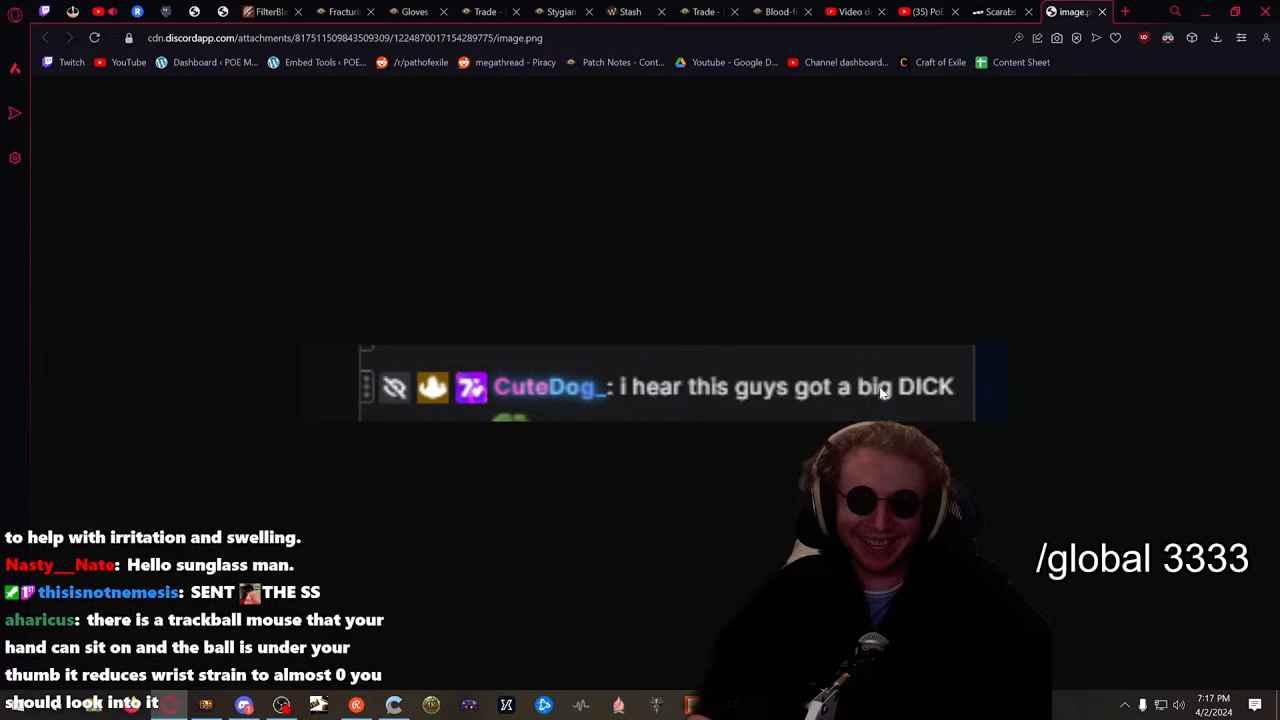 FilterBla
Fracturi
Gloves
Trade -
Stygian
Stash
Trade -
Blood-f
Video de
(35) PoE
Scarabs
image.p
cdn.discordapp.com/attachments/817511509843509309/1224870017154289775/image.png
Twitch
YouTube
Dashboard ‹ POE M...
Embed Tools ‹ POE...
/r/pathofexile
megathread - Piracy
Patch Notes - Cont...
Youtube - Google D...
Channel dashboard...
Craft of Exile
Content Sheet
CuteDog_: i hear this guys got a big DICK
to help with irritation and swelling.
Nasty__Nate: Hello sunglass man.
thisisnotnemesis: SENT THE SS
aharicus: there is a trackball mouse that your
hand can sit on and the ball is under your
thumb it reduces wrist strain to almost 0 you
should look into it
/global 3333
7:17 PM
4/2/2024